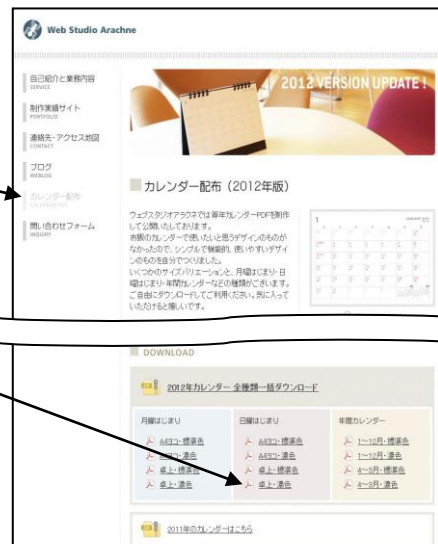 Web Studio Arachne
自己紹介と業務内容
SERVICE
制作実績サイト
PORTFOLIO
連絡先・アクセス地図
CONTACT
ブログ
WEBLOG
カレンダー配布
CALENDAR PDF
問い合わせフォーム
INQUIRY
2012 VERSION UPDATE !
カレンダー配布（2012年版）
ウェブスタジオアラクネでは毎年カレンダーPDFを制作
して公開いたしております。
市販のカレンダーで使いたいと思うデザインのものが
なかったので、シンプルで機能的、使いやすいデザイ
ンのものを自分でつくりました。
いくつかのサイズバリエーションと、月曜はじまり・日
曜はじまり・年間カレンダーなどの種類がございます。
ご自由にダウンロードしてご利用ください。気に入って
いただけると嬉しいです。
1
DOWNLOAD
2012年カレンダー 全種類一括ダウンロード
月曜はじまり
A4ヨコ・標準色
A4ヨコ・濃色
卓上・標準色
卓上・濃色
日曜はじまり
A4ヨコ・標準色
A4ヨコ・濃色
卓上・標準色
卓上・濃色
年間カレンダー
1～12月・標準色
1～12月・濃色
4～3月・標準色
4～3月・濃色
2011年のカレンダーはこちら